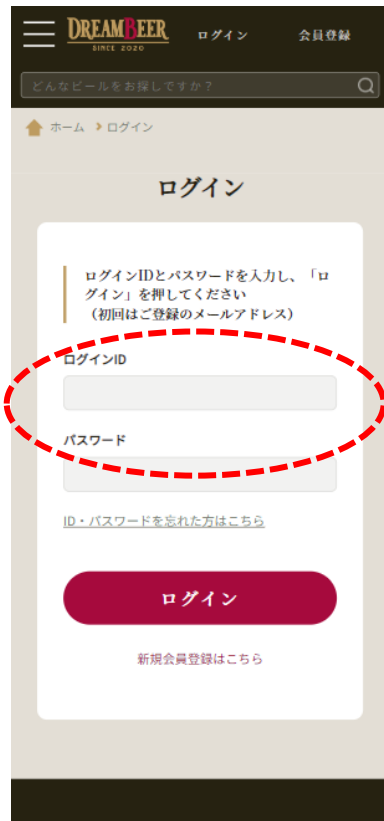 DREAMBEER
SINCE 2020
ログイン
会員登録
どんなビールをお探しですか？
ホーム
ログイン
ログイン
ログインIDとパスワードを入力し、「ロ
グイン」を押してください
（初回はご登録のメールアドレス）
ログインID
パスワード
ID・パスワードを忘れた方はこちら
ログイン
新規会員登録はこちら